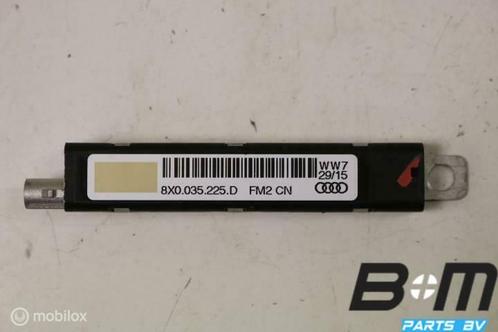 WW7
29/15
8X0.035.225.D FM2 CN
B M
PARTS BV
© mobilox